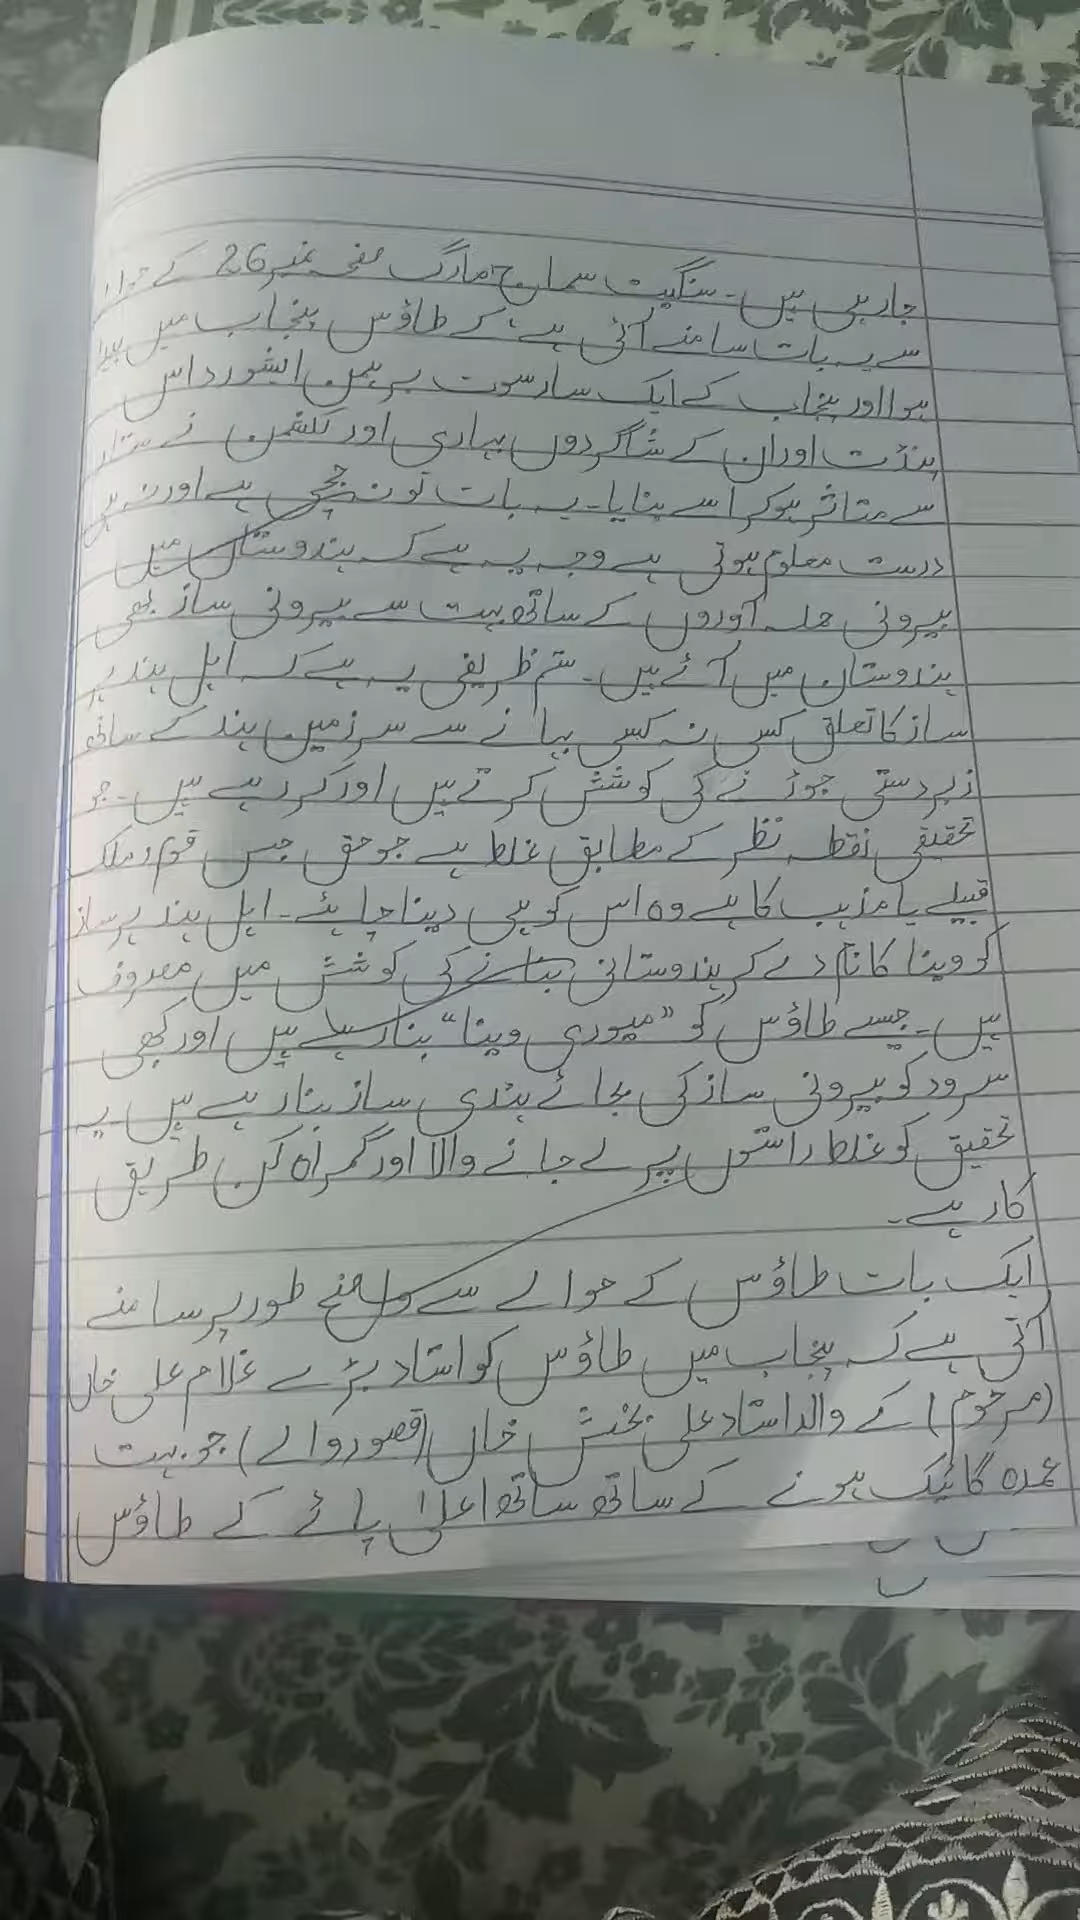 جارہی ہیں۔ سنگیت سماج مارگ صفحہ نمبر 26 کے حوالے
سے یہ بات سامنے آئی ہے، کہ طاؤس پنجاب میں پیدا
ہوا اور پنجاب کے ایک سارسوت برہمن ایشور داس
پنڈت اور ان کے شاگردوں بہاری اور لکشمن نے ستار
سے متاثر ہو کر اسے بنایا۔ یہ بات تو نہ جچی ہے اور نہ ہی
درست معلوم ہوتی ہے وجہ یہ ہے کہ ہندوستان میں
بیرونی حملہ آوروں کے ساتھ بہت سے بیرونی ساز بھی
ہندوستان میں آئے ہیں۔ ستم ظریفی یہ ہے کہ اہل ہند ہر
ساز کا تعلق کس نہ کسی بہانے سے سرزمین ہند کے ساتھ
زبردستی جوڑنے کی کوشش کرتے ہیں اور کر رہے ہیں۔ جو
تحقیقی نقطہ نظر کے مطابق غلط ہے جو حق جس قوم، ملک
قبیلے یا مذہب کا ہے وہ اس کو ہی دینا چاہئے۔ اہل ہند ہر ساز
کو وینا کا نام دے کر ہندوستانی بنانے کی کوشش میں مصروف
ہیں۔ جیسے طاؤس کو "میوری وینا" بنا رہے ہیں اور کبھی
سرود کو بیرونی ساز کی بجائے ہندی ساز بنا رہے ہیں یہ
تحقیق کو غلط راستوں پر لے جانے والا اور گمراہ کن طریق
کار ہے۔
ایک بات طاؤس کے حوالے سے واضح طور پر سامنے
آتی ہے کہ پنجاب میں طاؤس کو استاد بڑے غلام علی خاں
(مرحوم) کے والد استاد علی بخش خاں (قصور والے) جو بہت
عمدہ گائیک ہونے کے ساتھ ساتھ اعلیٰ پائے کے طاؤس